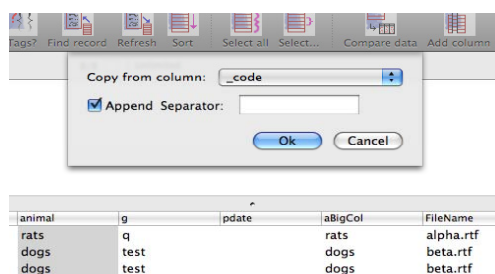 Tags? Find record Refresh Sort Select all Select... Compare data Add column
Copy from column: _code
Append Separator:
Ok Cancel
animal g pdate aBigCol FileName
rats q rats alpha.rtf
dogs test dogs beta.rtf
dogs test dogs beta.rtf